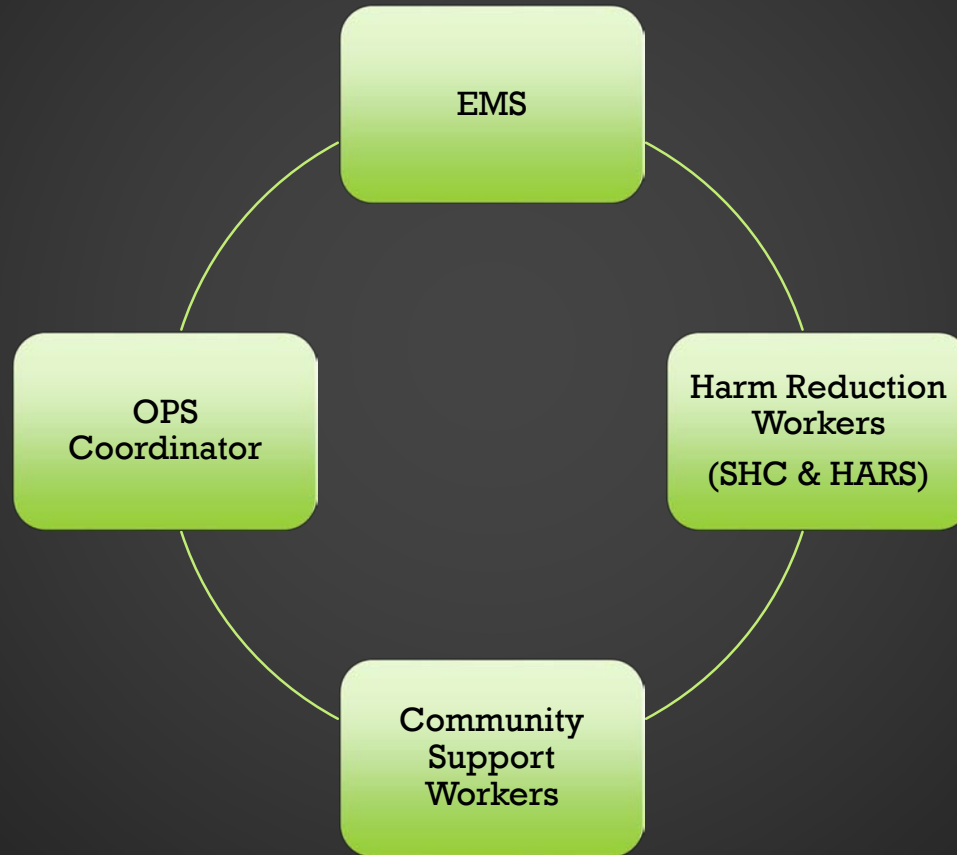 EMS
OPS
Coordinator
Harm Reduction
Workers
(SHC & HARS)
Community
Support
Workers